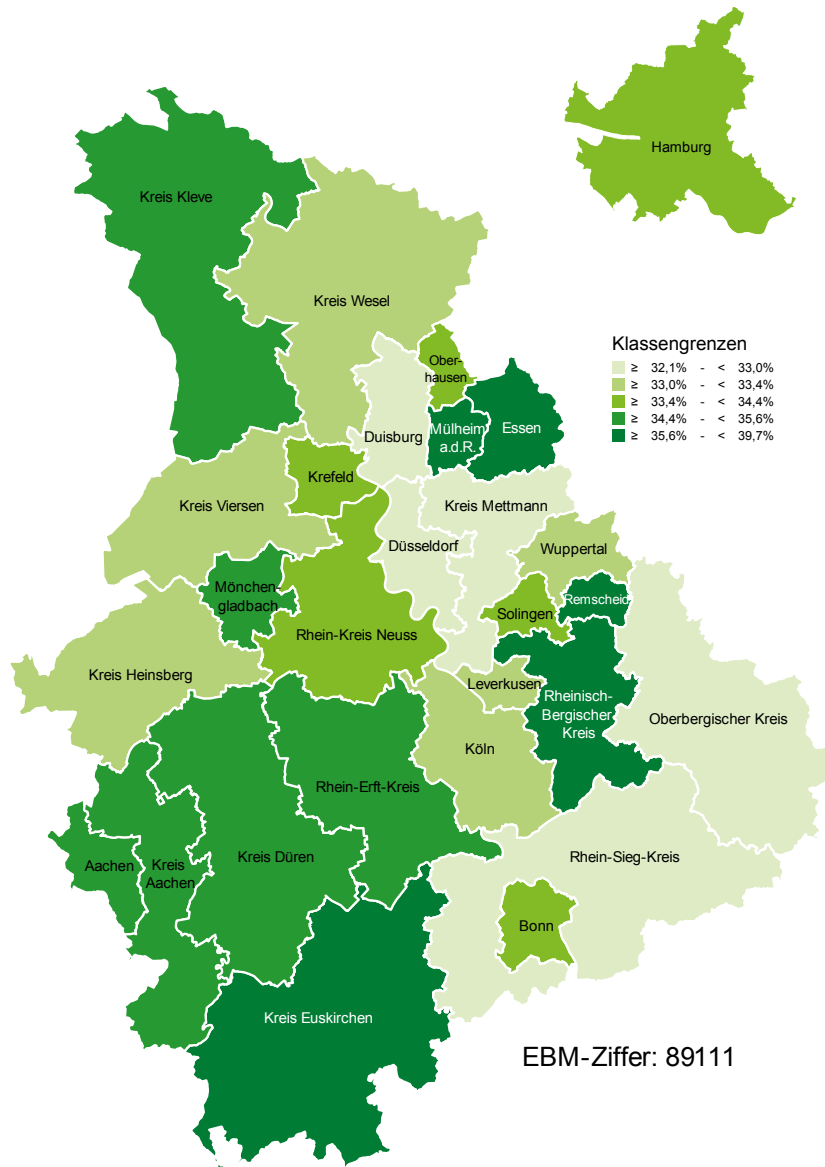 Hamburg
Kreis Kleve
Kreis Wesel
Klassengrenzen
≥ 32,1% - < 33,0%
≥ 33,0% - < 33,4%
≥ 33,4% - < 34,4%
≥ 34,4% - < 35,6%
≥ 35,6% - < 39,7%
Ober-
hausen
Duisburg
Mülheim
a.d.R.
Essen
Krefeld
Kreis Viersen
Kreis Mettmann
Düsseldorf
Wuppertal
Mönchen-
gladbach
Remscheid
Solingen
Rhein-Kreis Neuss
Kreis Heinsberg
Leverkusen
Rheinisch-
Bergischer
Kreis
Oberbergischer Kreis
Köln
Rhein-Erft-Kreis
Aachen
Kreis
Aachen
Kreis Düren
Rhein-Sieg-Kreis
Bonn
Kreis Euskirchen
EBM-Ziffer: 89111